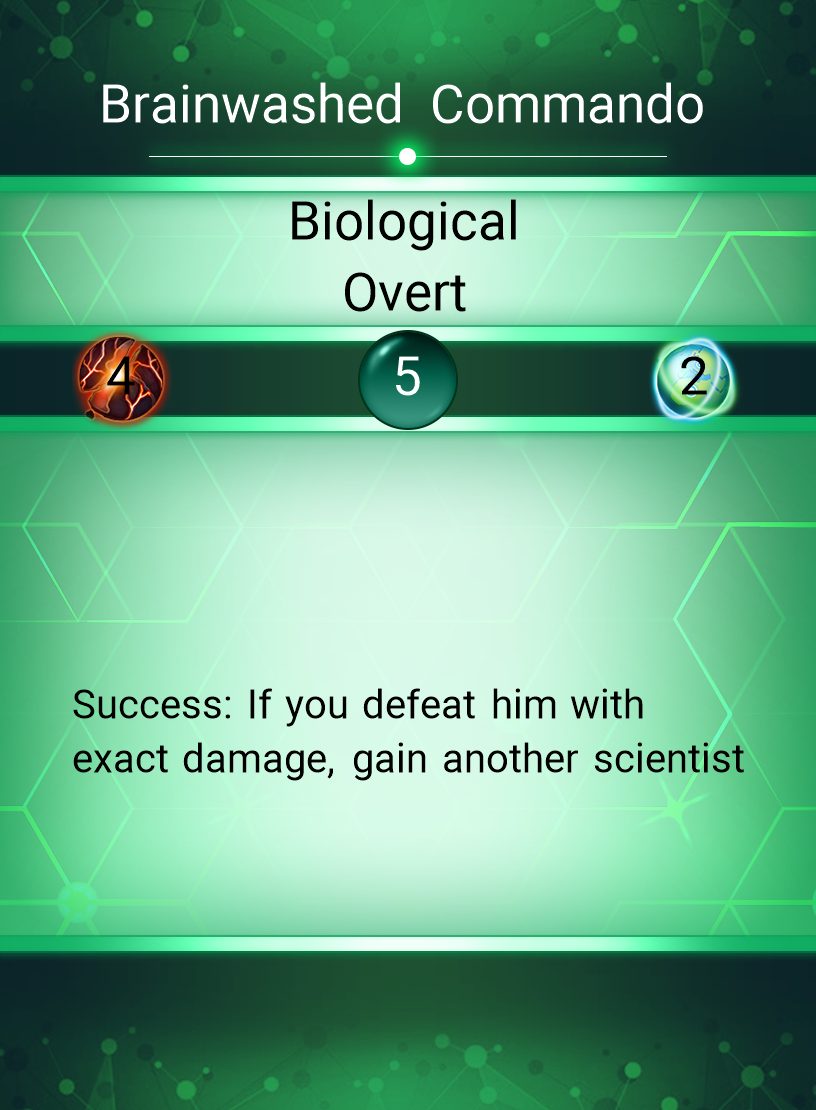 Brainwashed Commando
Biological
Overt
4 5 2
Success: If you defeat him with
exact damage, gain another scientist